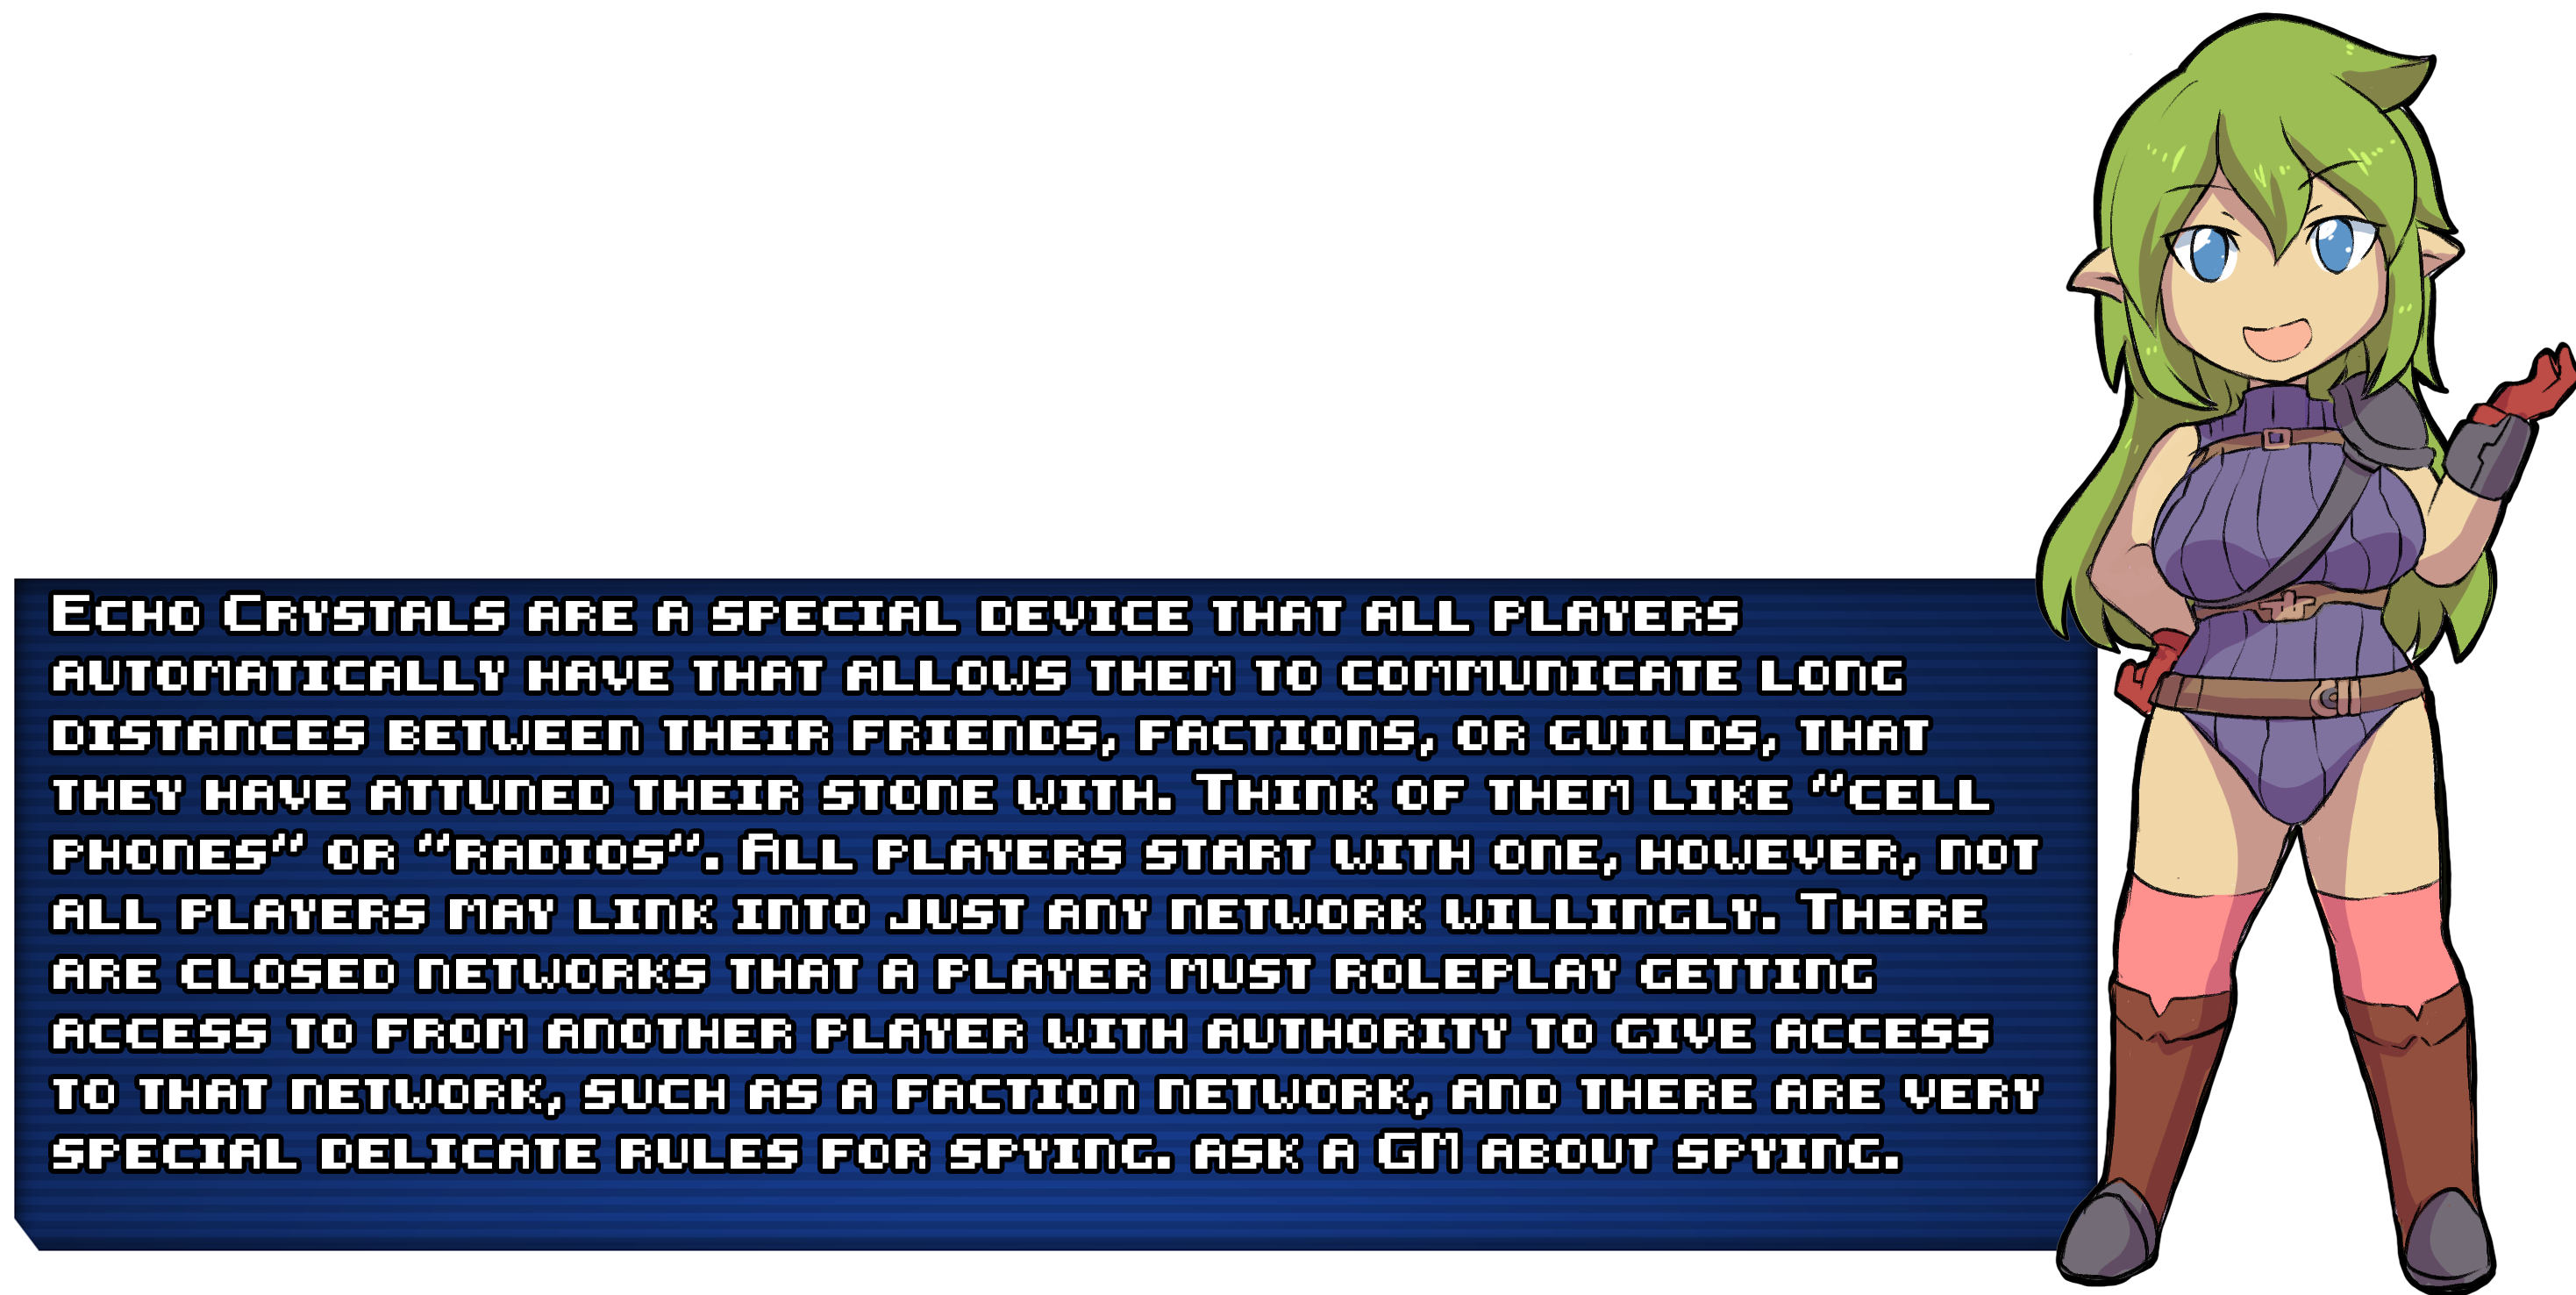 Echo Crystals are a special device that all players
automatically have that allows them to communicate long
distances between their friends, factions, or guilds, that
they have attuned their stone with. Think of them like "cell
phones" or "radios". All players start with one, however, not
all players may link into just any network willingly. There
are closed networks that a player must roleplay getting
access to from another player with authority to give access
to that network, such as a faction network, and there are very
special delicate rules for spying. ask a GM about spying.